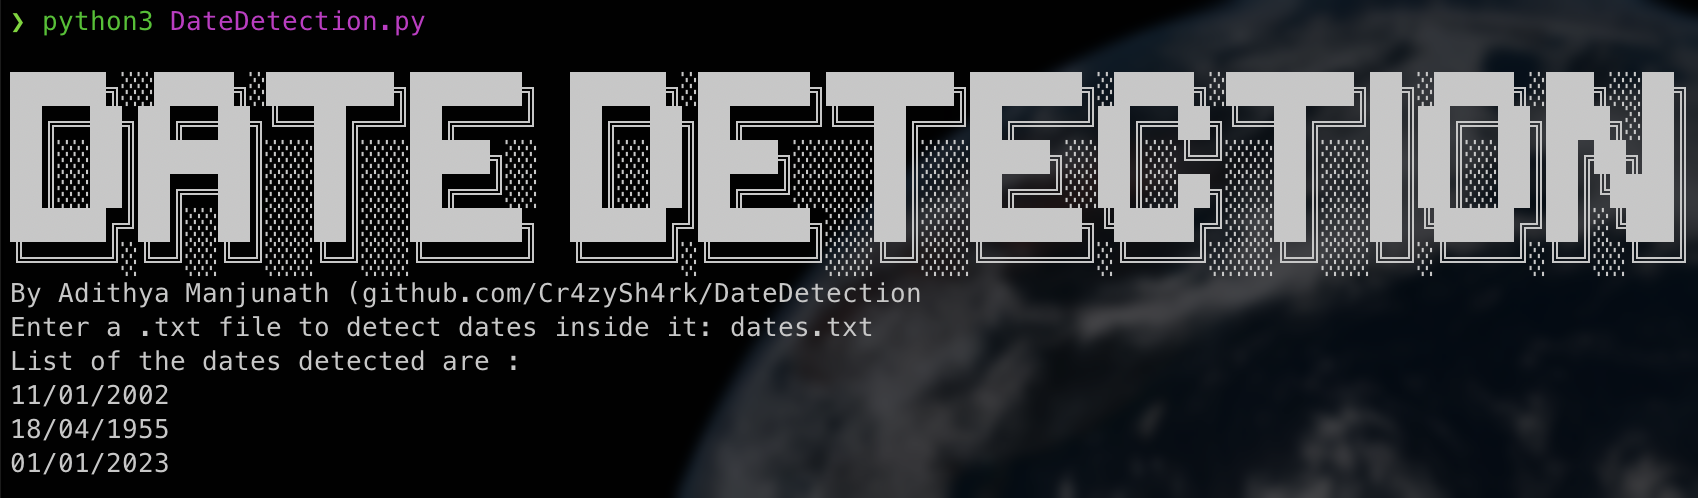 ❯ python3 DateDetection.py
DATE DETECTION
By Adithya Manjunath (github.com/Cr4zySh4rk/DateDetection
Enter a .txt file to detect dates inside it: dates.txt
List of the dates detected are :
11/01/2002
18/04/1955
01/01/2023